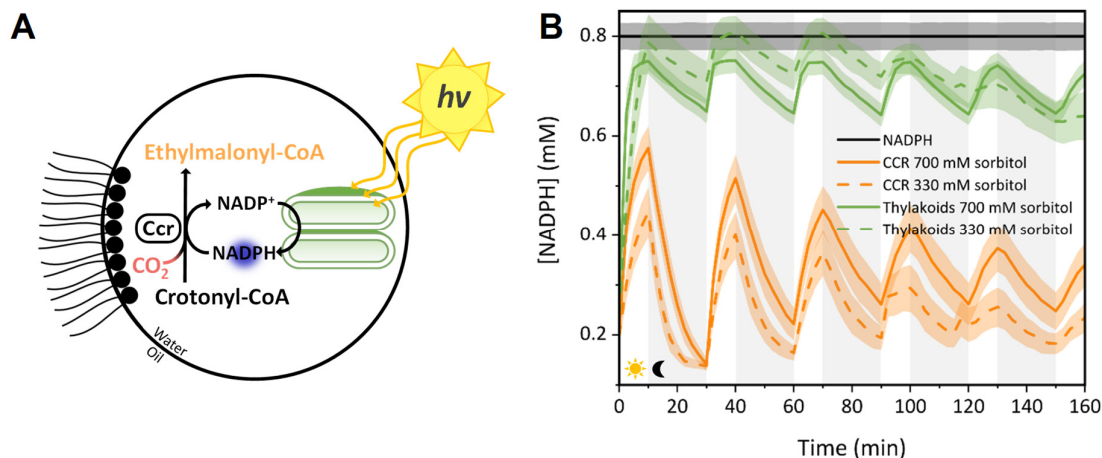 A
hν
Ethylmalonyl-CoA
NADP+
Ccr
NADPH
CO2
Crotonyl-CoA
Water
Oil
B
[NADPH] (mM)
0.8
0.6
0.4
0.2
NADPH
CCR 700 mM sorbitol
CCR 330 mM sorbitol
Thylakoids 700 mM sorbitol
Thylakoids 330 mM sorbitol
0 20 40 60 80 100 120 140 160
Time (min)